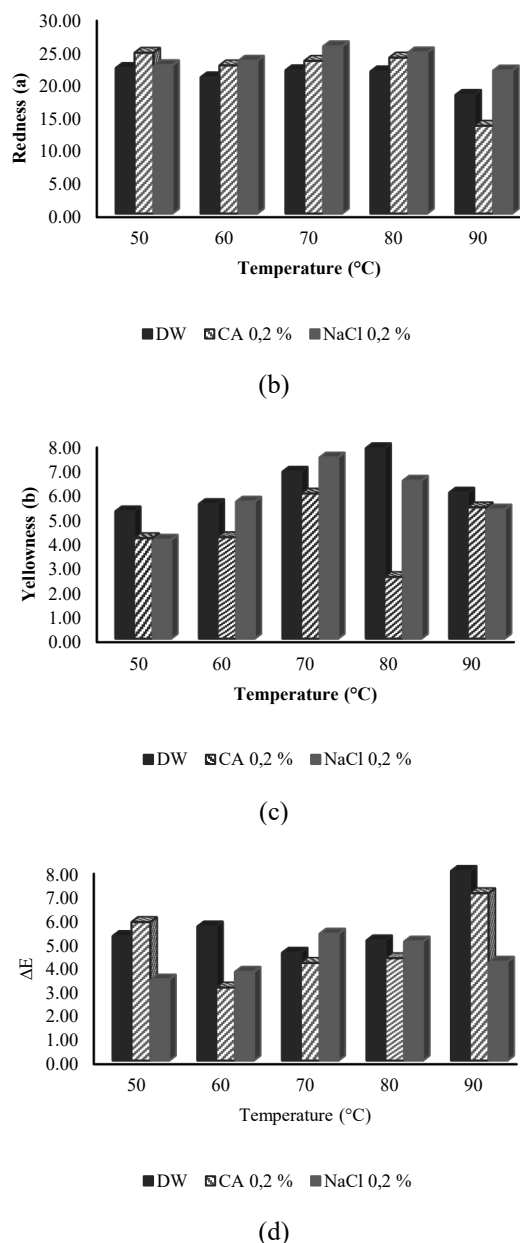 30.00
25.00
20.00
15.00
10.00
5.00
0.00
Redness (a)
50 60 70 80 90
Temperature (°C)
DW CA 0,2 % NaCl 0,2 %
(b)
8.00
7.00
6.00
5.00
4.00
3.00
2.00
1.00
0.00
Yellowness (b)
50 60 70 80 90
Temperature (°C)
DW CA 0,2 % NaCl 0,2 %
(c)
8.00
7.00
6.00
5.00
4.00
3.00
2.00
1.00
0.00
ΔE
50 60 70 80 90
Temperature (°C)
DW CA 0,2 % NaCl 0,2 %
(d)